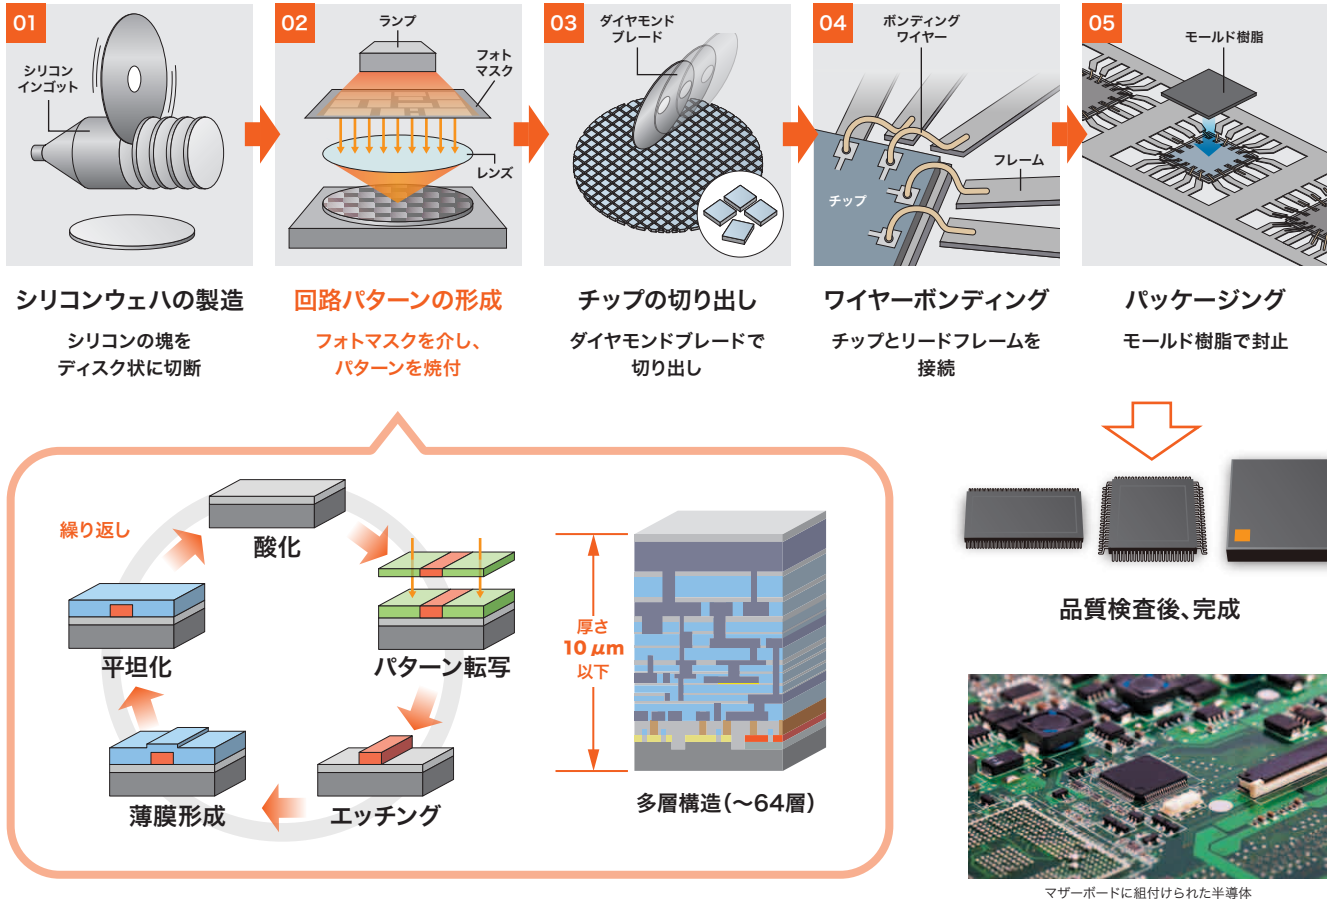 01
シリコン
インゴット
シリコンウェハの製造
シリコンの塊を
ディスク状に切断
02
ランプ
フォト
マスク
レンズ
回路パターンの形成
フォトマスクを介し、
パターンを焼付
03
ダイヤモンド
ブレード
チップの切り出し
ダイヤモンドブレードで
切り出し
04
ボンディング
ワイヤー
フレーム
チップ
ワイヤーボンディング
チップとリードフレームを
接続
05
モールド樹脂
パッケージング
モールド樹脂で封止
繰り返し
酸化
パターン転写
エッチング
薄膜形成
平坦化
厚さ
10 μm
以下
多層構造(〜64層)
品質検査後、完成
マザーボードに組付けられた半導体